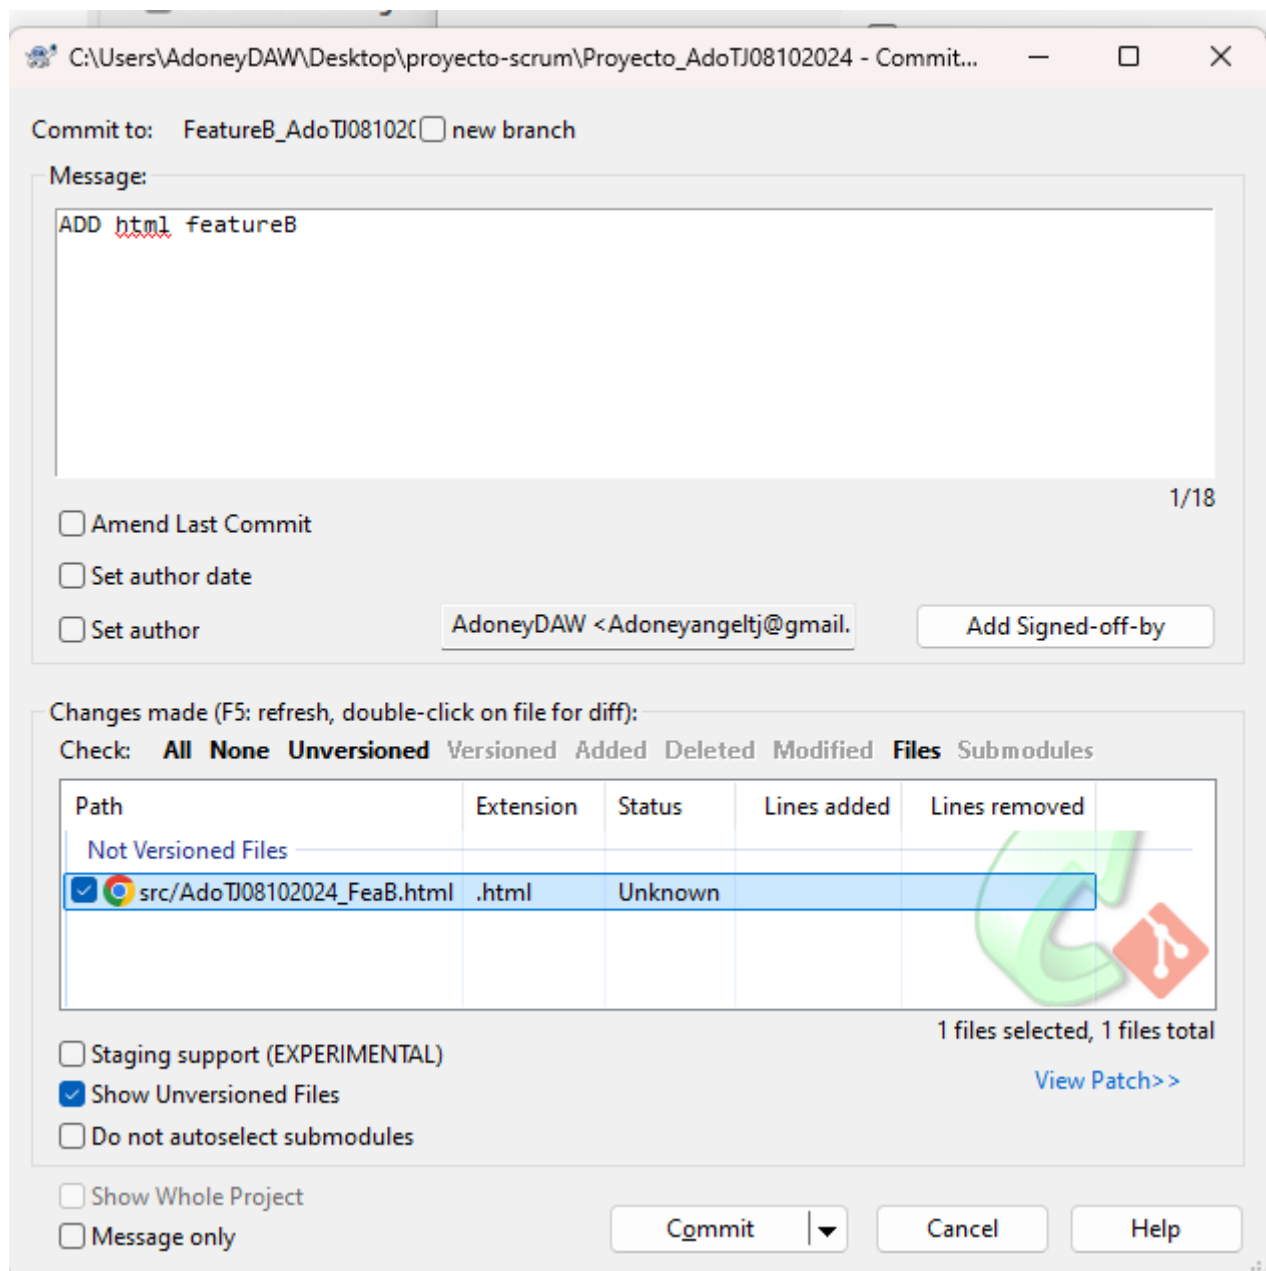 C:\Users\AdoneyDAW\Desktop\proyecto-scrum\Proyecto_AdoTJ08102024 - Commit...
Commit to: FeatureB_AdoTJ08102 new branch
Message:
ADD html featureB
1/18
Amend Last Commit
Set author date
Set author AdoneyDAW <Adoneyangeltj@gmail. Add Signed-off-by
Changes made (F5: refresh, double-click on file for diff):
Check: All None Unversioned Versioned Added Deleted Modified Files Submodules
Path Extension Status Lines added Lines removed
Not Versioned Files
src/AdoTJ08102024_FeaB.html .html Unknown
1 files selected, 1 files total
Staging support (EXPERIMENTAL)
View Patch>>
Show Unversioned Files
Do not autoselect submodules
Show Whole Project
Message only
Commit Cancel Help